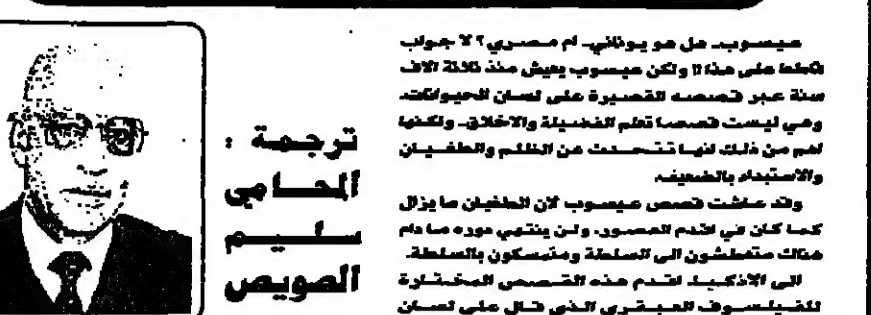 عيسوب.. هل هو يوناني.. ام مصري ؟ لا جواب
قاطعا على هذا !! ولكن عيسوب يعيش منذ ثلاثة الاف
سنة عبر قصصه القصيرة على لسان الحيوانات..
وهي ليست قصصا تعلم الفضيلة والاخلاق.. ولكنها
اهم من ذلك انها تتحدث عن الظلم والطغيان
والاستبداد بالضعيف..
وقد عاشت قصص عيسوب لان الطغيان ما يزال
كما كان في اقدم العصور. ولن ينتهي دوره ما دام
هناك متعطشون الى السلطة ومتمسكون بالسلطة.
الى الاذكياء اقدم هذه القصص المختارة
للفيلسوف العبقري الذي قال على لسان
ترجمة :
المحامي
سليم
الصويص